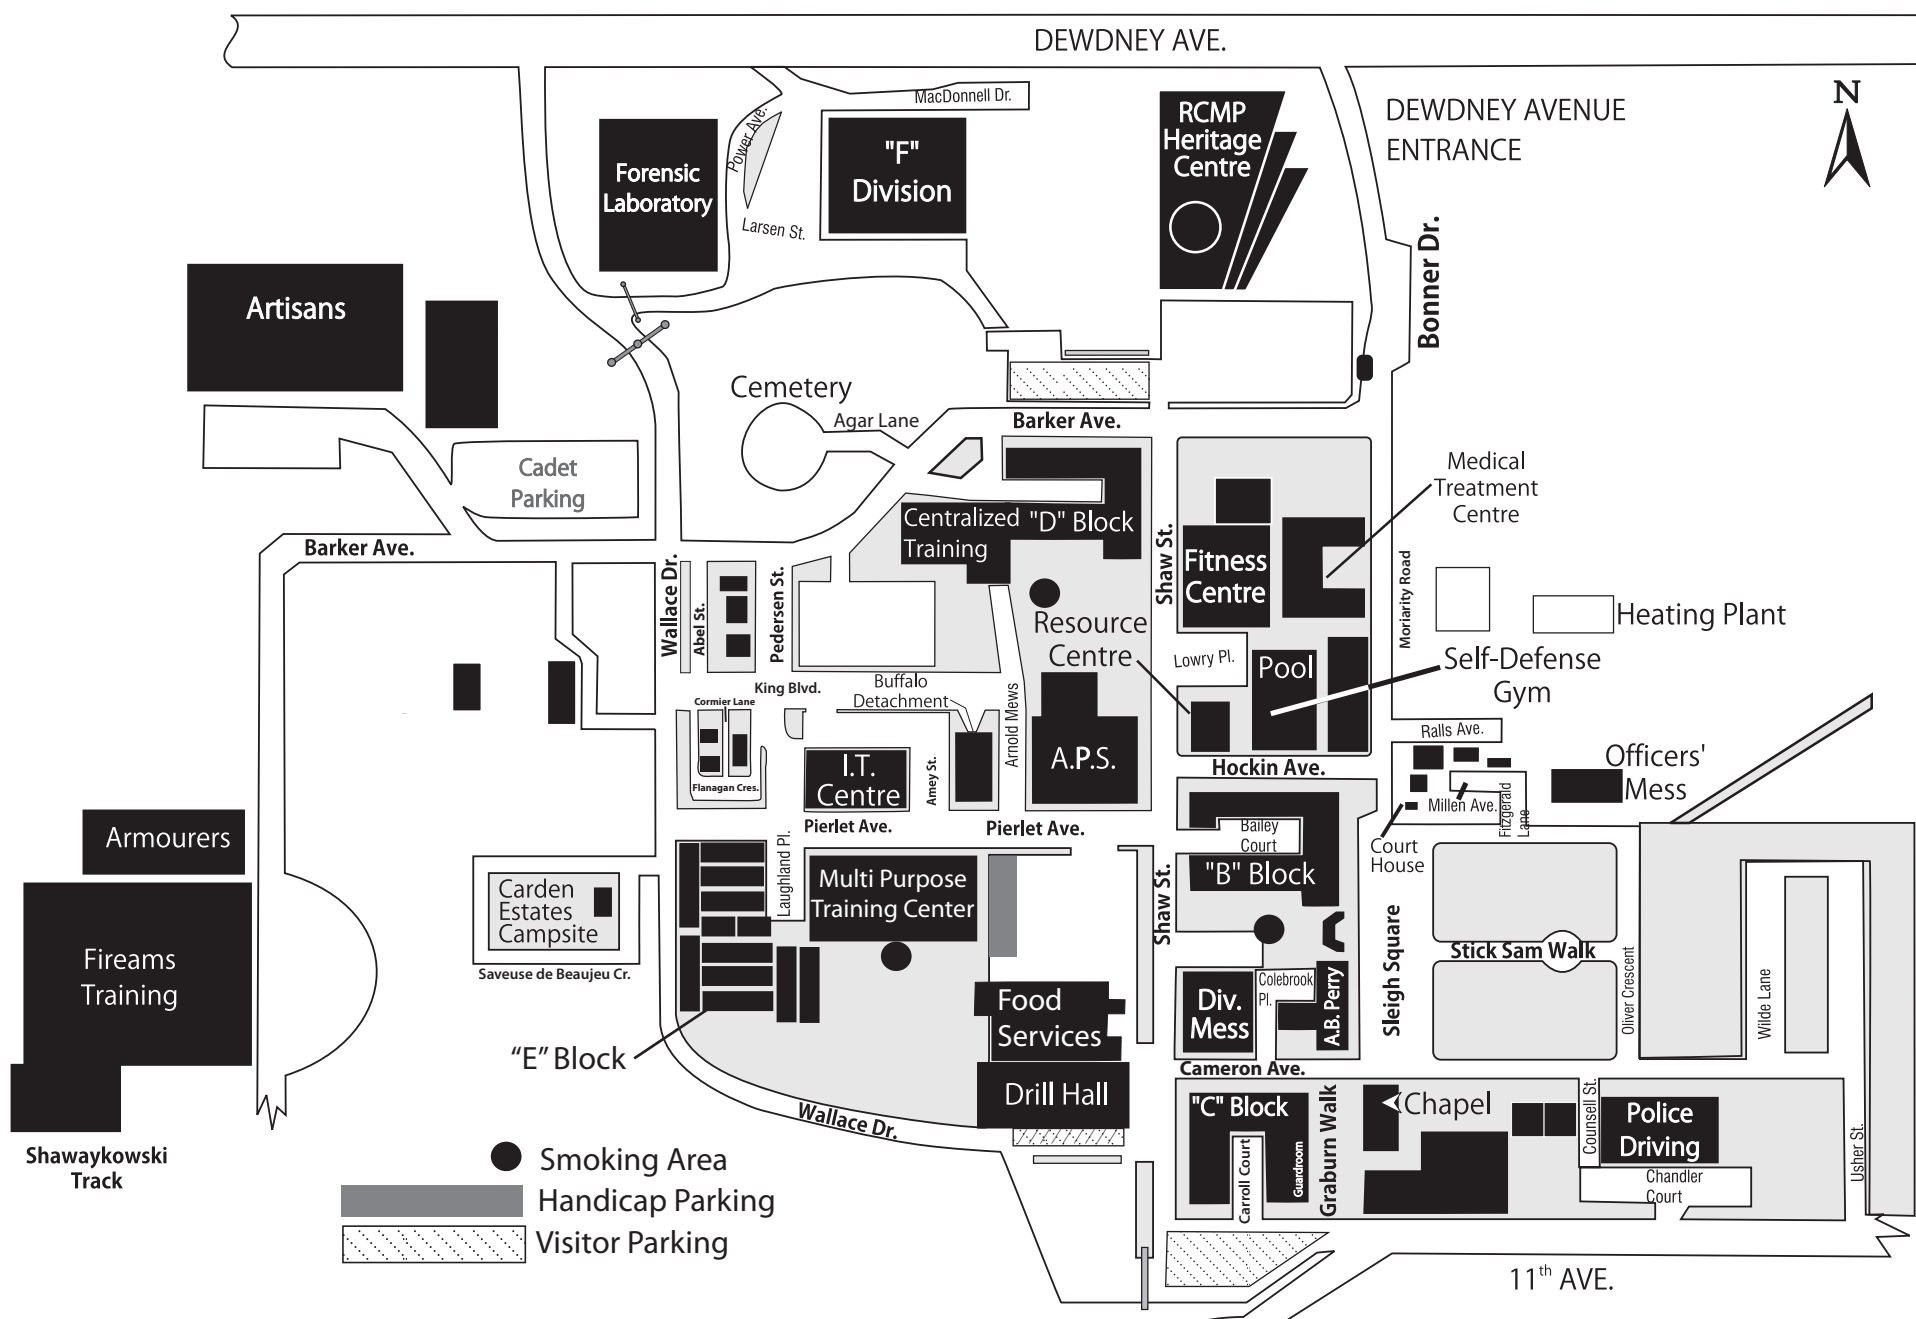 DEWDNEY AVE.
MacDonnell Dr.
DEWDNEY AVENUE
ENTRANCE
N
RCMP
Heritage
Centre
"F"
Division
Power Ave.
Forensic
Laboratory
Larsen St.
Bonner Dr.
Artisans
Cemetery
Agar Lane
Barker Ave.
Cadet
Parking
Medical
Treatment
Centre
Centralized
Training
"D" Block
Shaw St.
Fitness
Centre
Barker Ave.
Wallace Dr.
Abel St.
Pedersen St.
Moriarity Road
Heating Plant
Resource
Centre
Lowry Pl.
Pool
Self-Defense
Gym
King Blvd.
Buffalo
Detachment
Cormier Lane
Arnold Mews
Ralls Ave.
A.P.S.
I.T.
Centre
Amey St.
Hockin Ave.
Officers'
Mess
Flanagan Cres.
Millen Ave.
Fitzgerald
Lane
Pierlet Ave.
Pierlet Ave.
Armourers
Bailey
Court
Court
House
"B" Block
Laughland Pl.
Multi Purpose
Training Center
Shaw St.
Carden
Estates
Campsite
Saveuse de Beaujeu Cr.
Sleigh Square
Stick Sam Walk
Oliver Crescent
Wilde Lane
Fireams
Training
Colebrook
Pl.
Div.
Mess
A.B. Perry
Food
Services
"E" Block
Cameron Ave.
Drill Hall
Wallace Dr.
"C" Block
Guardroom
Carroll Court
Graburn Walk
Chapel
Counsell St.
Police
Driving
Chandler
Court
Usher St.
Shawaykowski
Track
Smoking Area
Handicap Parking
Visitor Parking
11th AVE.